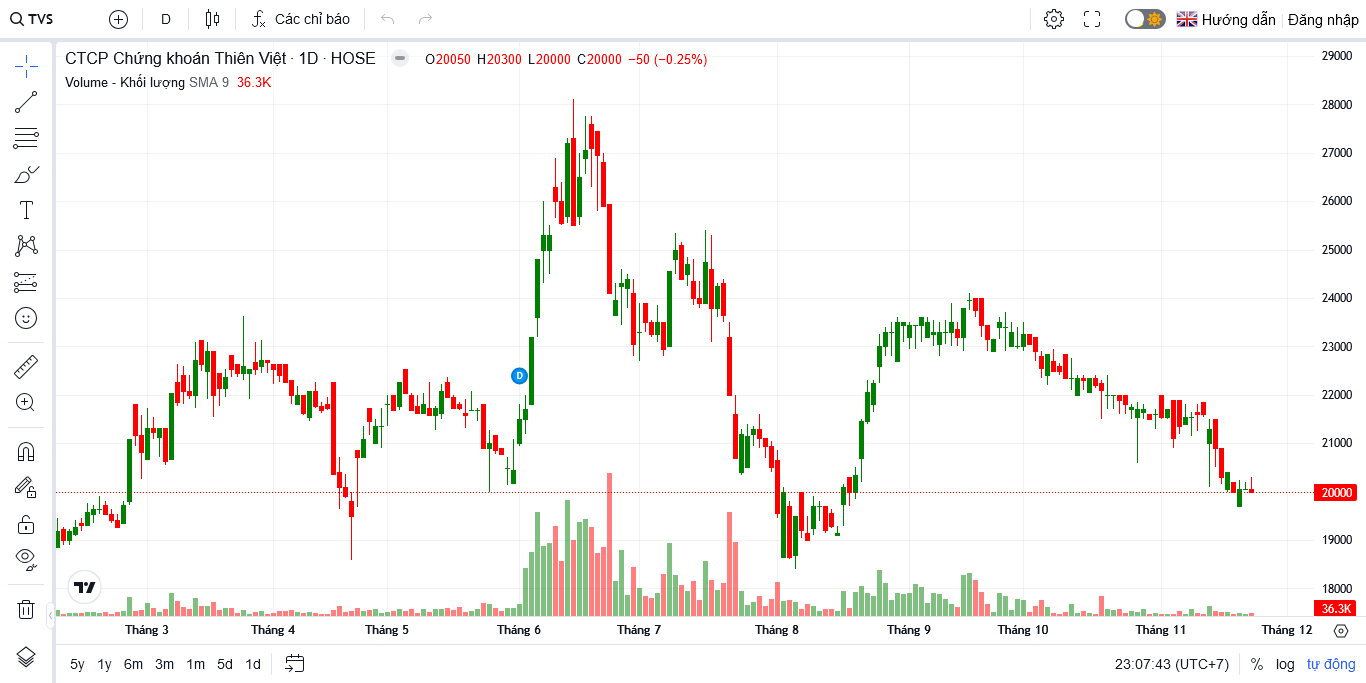 TVS D Các chỉ báo Hướng dẫn Đăng nhập
CTCP Chứng khoán Thiên Việt · 1D · HOSE O20050 H20300 L20000 C20000 −50 (−0.25%)
Volume - Khối lượng SMA 9 36.3K
29000
28000
27000
26000
25000
24000
23000
22000
21000
20000
19000
18000
36.3K
D
Tháng 3 Tháng 4 Tháng 5 Tháng 6 Tháng 7 Tháng 8 Tháng 9 Tháng 10 Tháng 11 Tháng 12
5y 1y 6m 3m 1m 5d 1d 23:07:43 (UTC+7) % log tự động